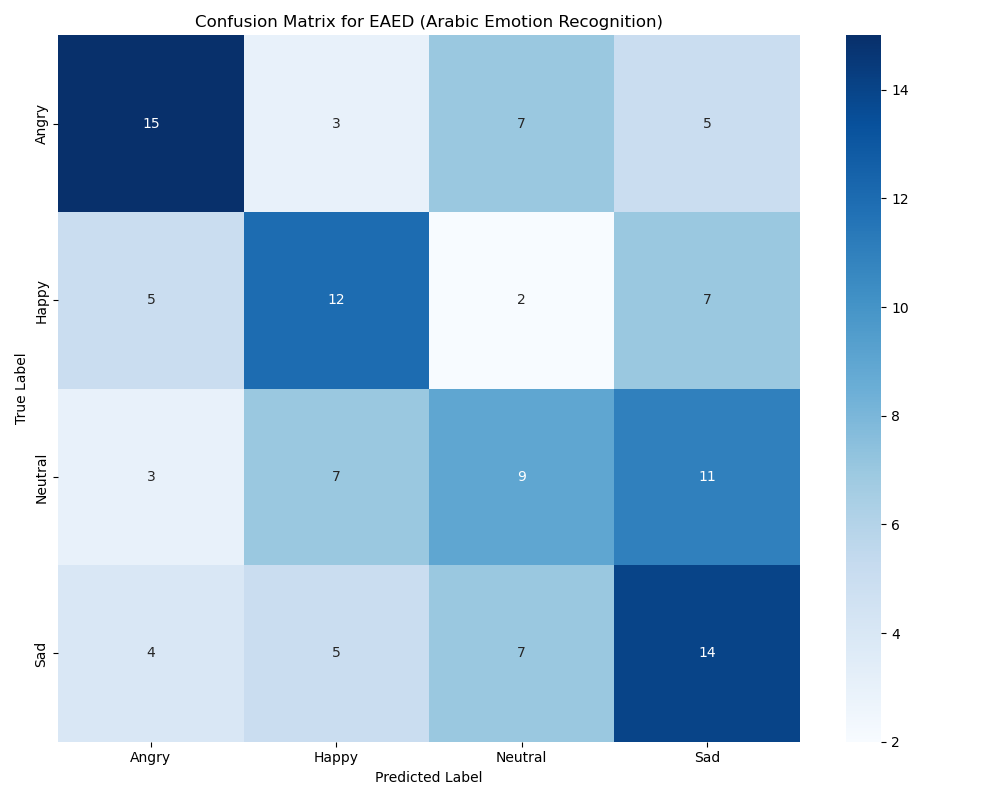 Confusion Matrix for EAED (Arabic Emotion Recognition)
True Label
Angry
15 3 7 5
Happy
5 12 2 7
Neutral
3 7 9 11
Sad
4 5 7 14
Angry Happy Neutral Sad
Predicted Label
14
12
10
8
6
4
2